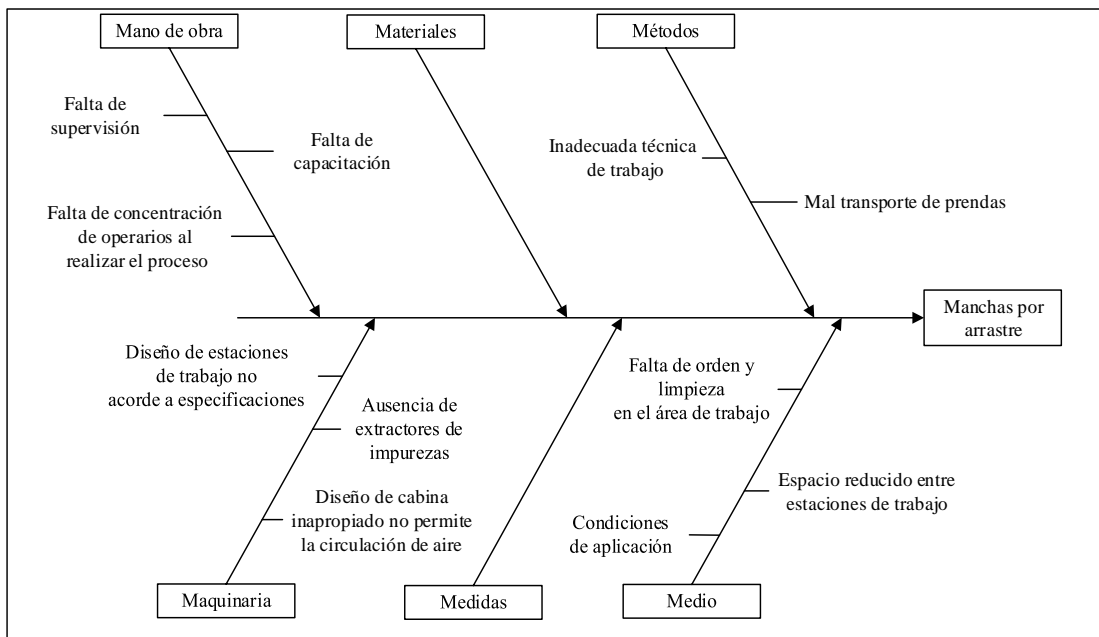 Mano de obra
Materiales
Métodos
Falta de
supervisión
Falta de
capacitación
Inadecuada técnica
de trabajo
Mal transporte de prendas
Falta de concentración
de operarios al
realizar el proceso
Manchas por
arrastre
Diseño de estaciones
de trabajo no
acorde a especificaciones
Falta de orden y
limpieza
en el área de trabajo
Ausencia de
extractores de
impurezas
Espacio reducido entre
estaciones de trabajo
Diseño de cabina
inapropiado no permite
la circulación de aire
Condiciones
de aplicación
Maquinaria
Medidas
Medio